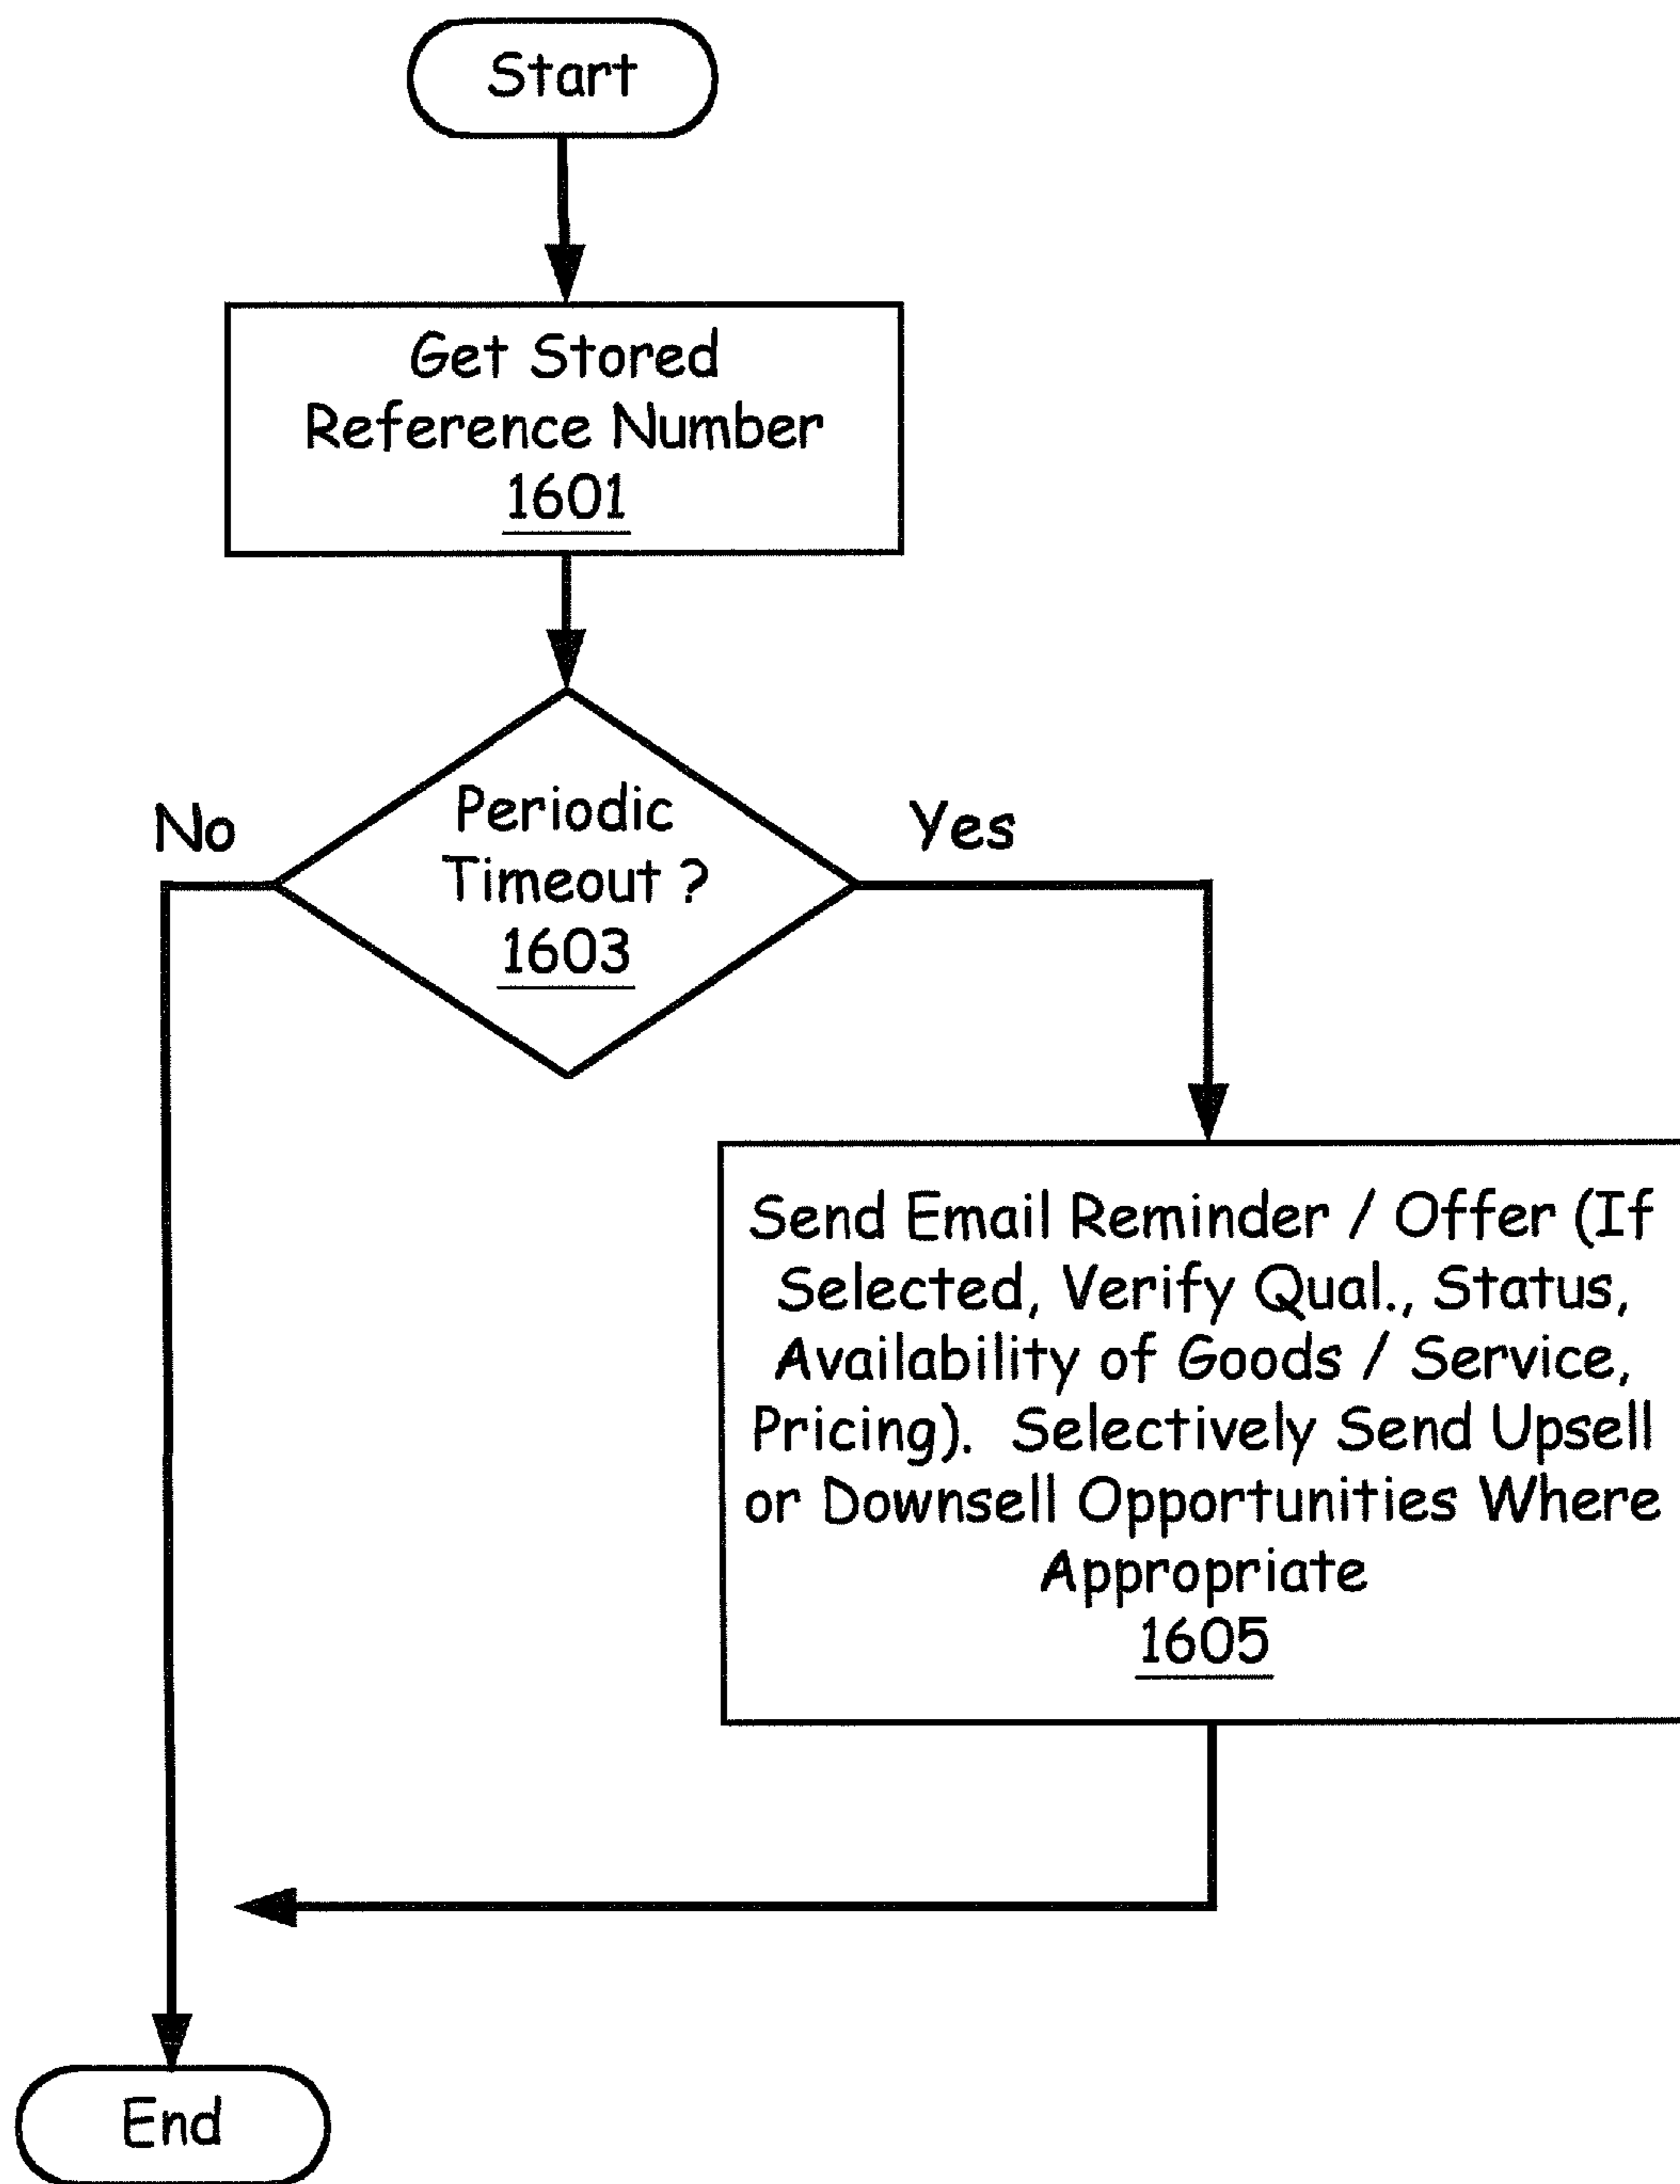 Start
Get Stored
Reference Number
1601
Periodic
Timeout ?
1603
No
Yes
Send Email Reminder / Offer (If
Selected, Verify Qual., Status,
Availability of Goods / Service,
Pricing).  Selectively Send Upsell
or Downsell Opportunities Where
Appropriate
1605
End